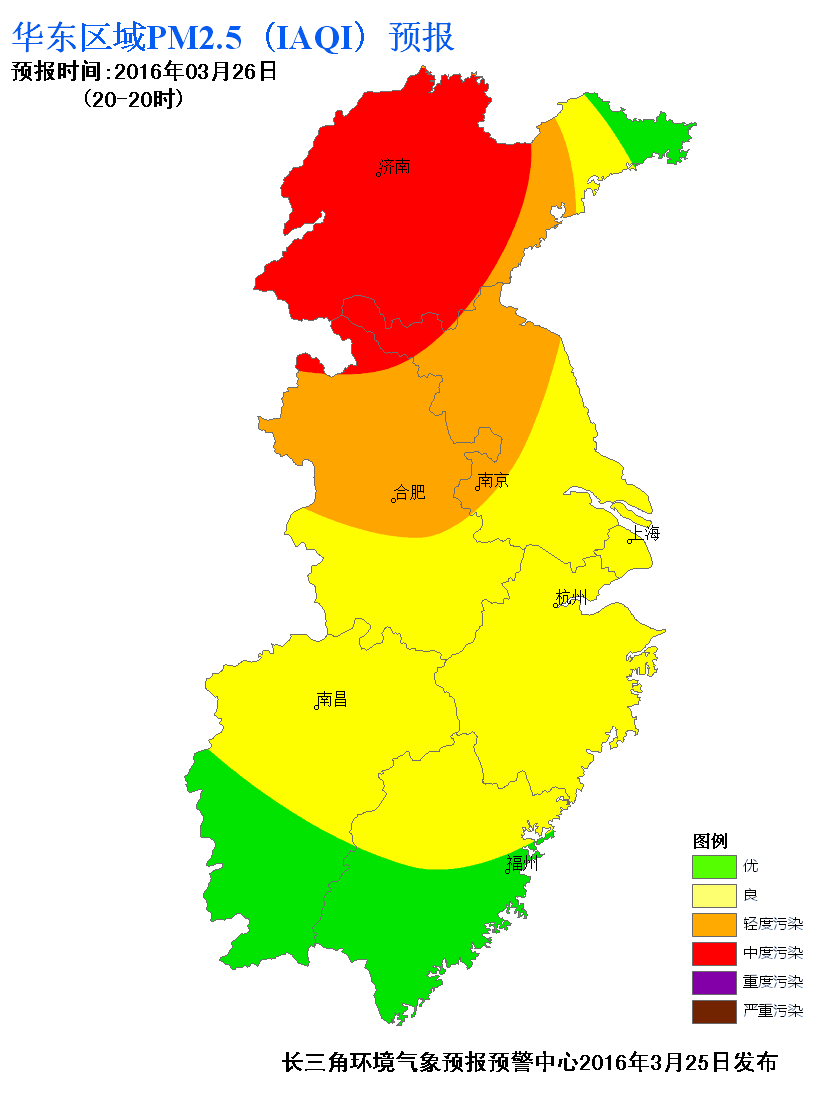 华东区域PM2.5（IAQI）预报
预报时间:2016年03月26日
(20-20时)
济南
合肥
南京
上海
杭州
南昌
福州
图例
优
良
轻度污染
中度污染
重度污染
严重污染
长三角环境气象预报预警中心2016年3月25日发布